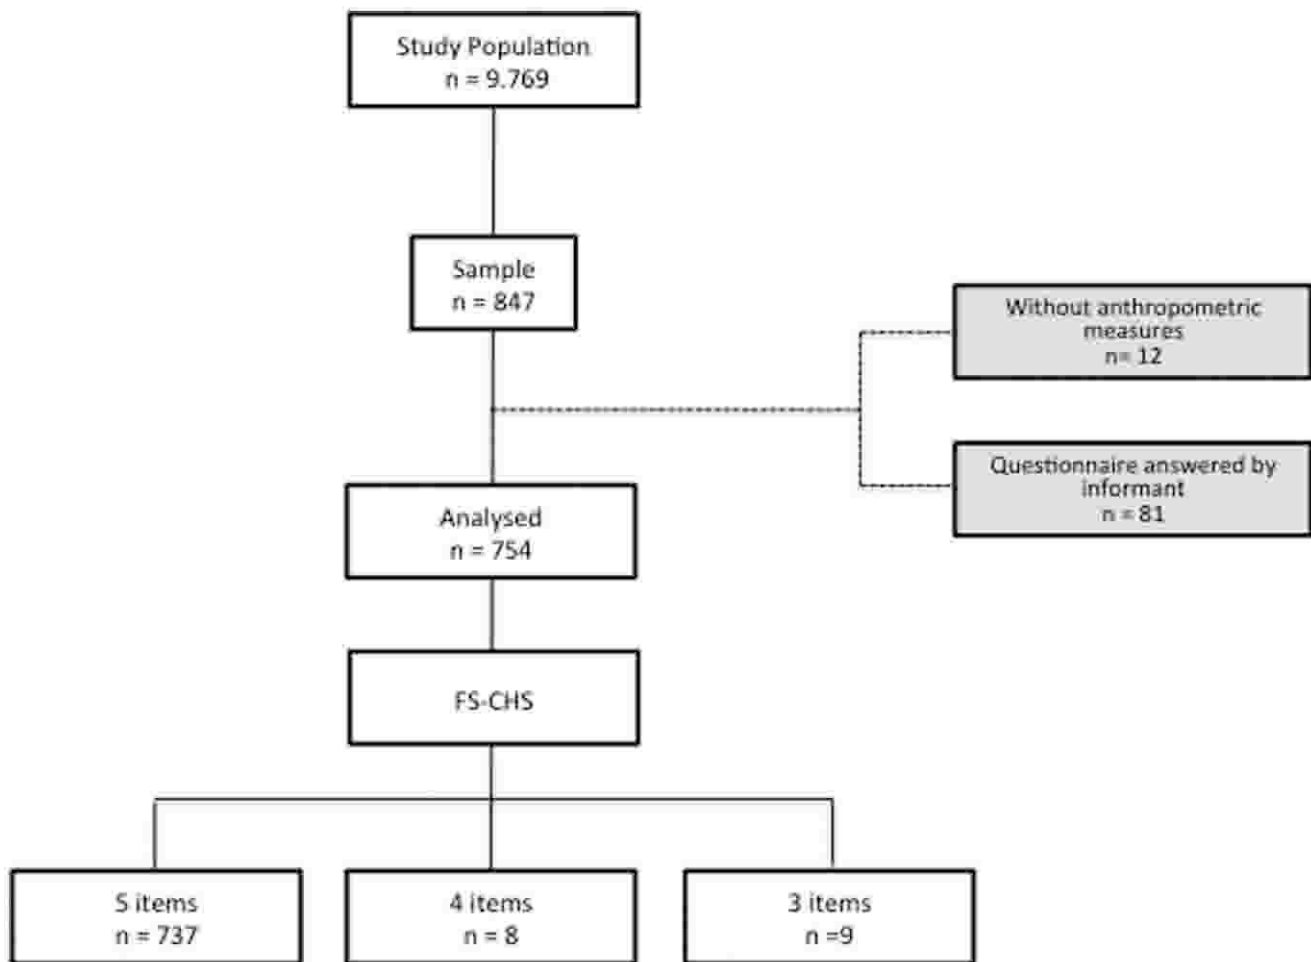 Study Population
n = 9.769
Sample
n = 847
Without anthropometric
measures
n= 12
Questionnaire answered by
informant
n = 81
Analysed
n = 754
FS-CHS
5 items
n = 737
4 items
n = 8
3 items
n =9